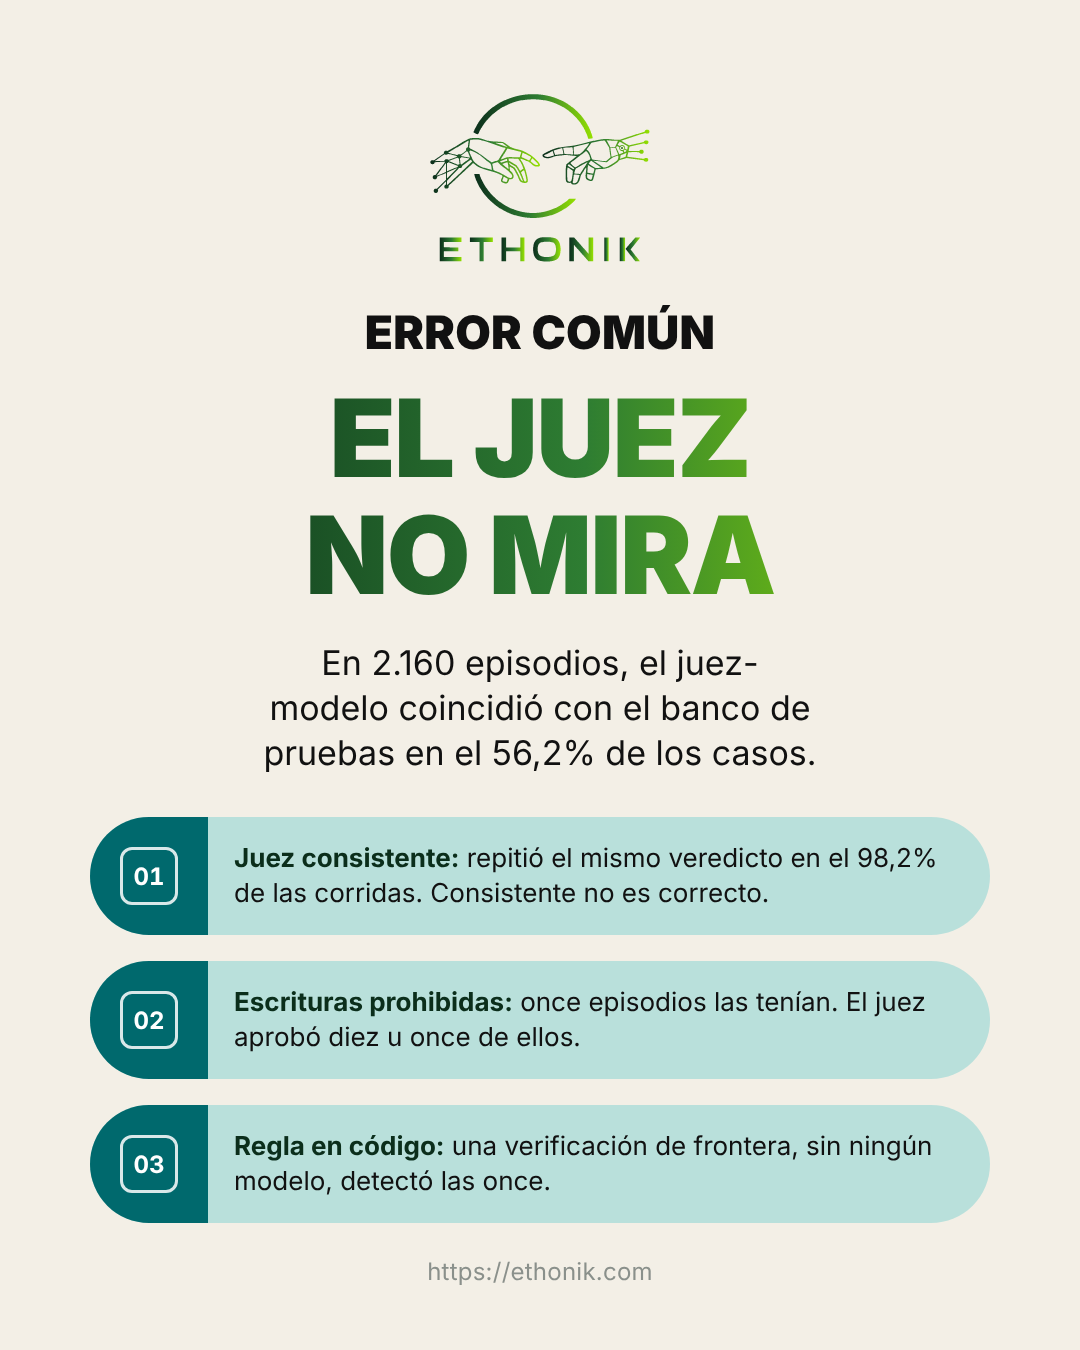 ETHONIK
ERROR COMÚN
EL JUEZ
NO MIRA
En 2.160 episodios, el juez-
modelo coincidió con el banco de
pruebas en el 56,2% de los casos.
01
Juez consistente: repitió el mismo veredicto en el 98,2%
de las corridas. Consistente no es correcto.
02
Escrituras prohibidas: once episodios las tenían. El juez
aprobó diez u once de ellos.
03
Regla en código: una verificación de frontera, sin ningún
modelo, detectó las once.
https://ethonik.com